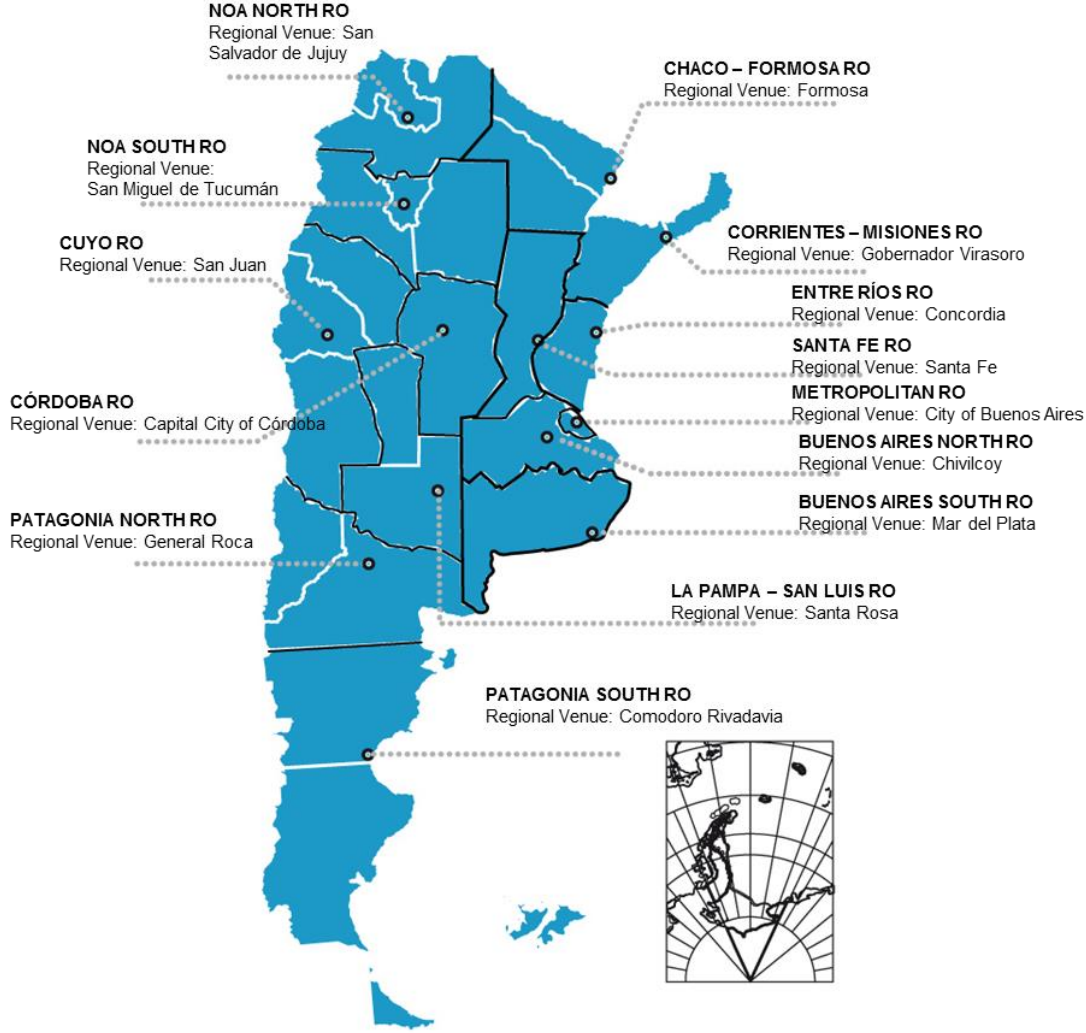 NOA NORTH RO
Regional Venue: San
Salvador de Jujuy
CHACO – FORMOSA RO
Regional Venue: Formosa
NOA SOUTH RO
Regional Venue:
San Miguel de Tucumán
CUYO RO
Regional Venue: San Juan
CORRIENTES – MISIONES RO
Regional Venue: Gobernador Virasoro
ENTRE RÍOS RO
Regional Venue: Concordia
SANTA FE RO
Regional Venue: Santa Fe
METROPOLITAN RO
Regional Venue: City of Buenos Aires
CÓRDOBA RO
Regional Venue: Capital City of Córdoba
BUENOS AIRES NORTH RO
Regional Venue: Chivilcoy
BUENOS AIRES SOUTH RO
Regional Venue: Mar del Plata
PATAGONIA NORTH RO
Regional Venue: General Roca
LA PAMPA – SAN LUIS RO
Regional Venue: Santa Rosa
PATAGONIA SOUTH RO
Regional Venue: Comodoro Rivadavia